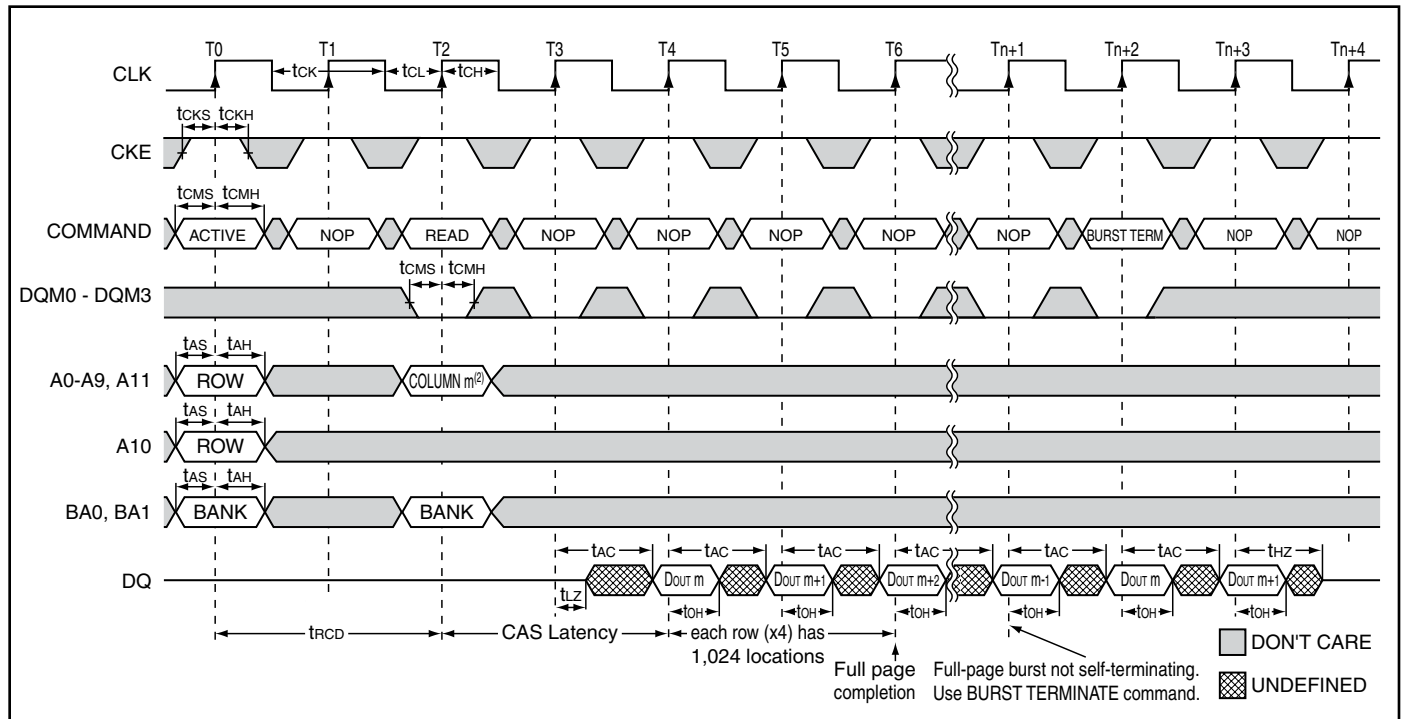 T0 T1 T2 T3 T4 T5 T6 Tn+1 Tn+2 Tn+3 Tn+4
CLK tCK tCL tCH
tCKS tCKH
CKE
tCMS tCMH
COMMAND ACTIVE NOP READ NOP NOP NOP NOP NOP BURST TERM NOP NOP
tCMS tCMH
DQM0 - DQM3
tAS tAH
A0-A9, A11 ROW COLUMN m(2)
tAS tAH
A10 ROW
tAS tAH
BA0, BA1 BANK BANK
tAC tAC tAC tAC tAC tAC tHZ
DQ DOUT m DOUT m+1 DOUT m+2 DOUT m-1 DOUT m DOUT m+1
tLZ tOH tOH tOH tOH tOH tOH
tRCD CAS Latency each row (x4) has
1,024 locations
Full page
completion
Full-page burst not self-terminating.
Use BURST TERMINATE command.
DON'T CARE
UNDEFINED